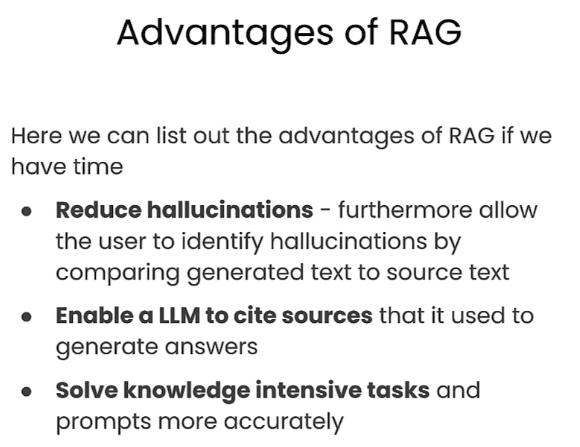 Advantages of RAG
Here we can list out the advantages of RAG if we
have time
● Reduce hallucinations - furthermore allow
the user to identify hallucinations by
comparing generated text to source text
● Enable a LLM to cite sources that it used to
generate answers
● Solve knowledge intensive tasks and
prompts more accurately